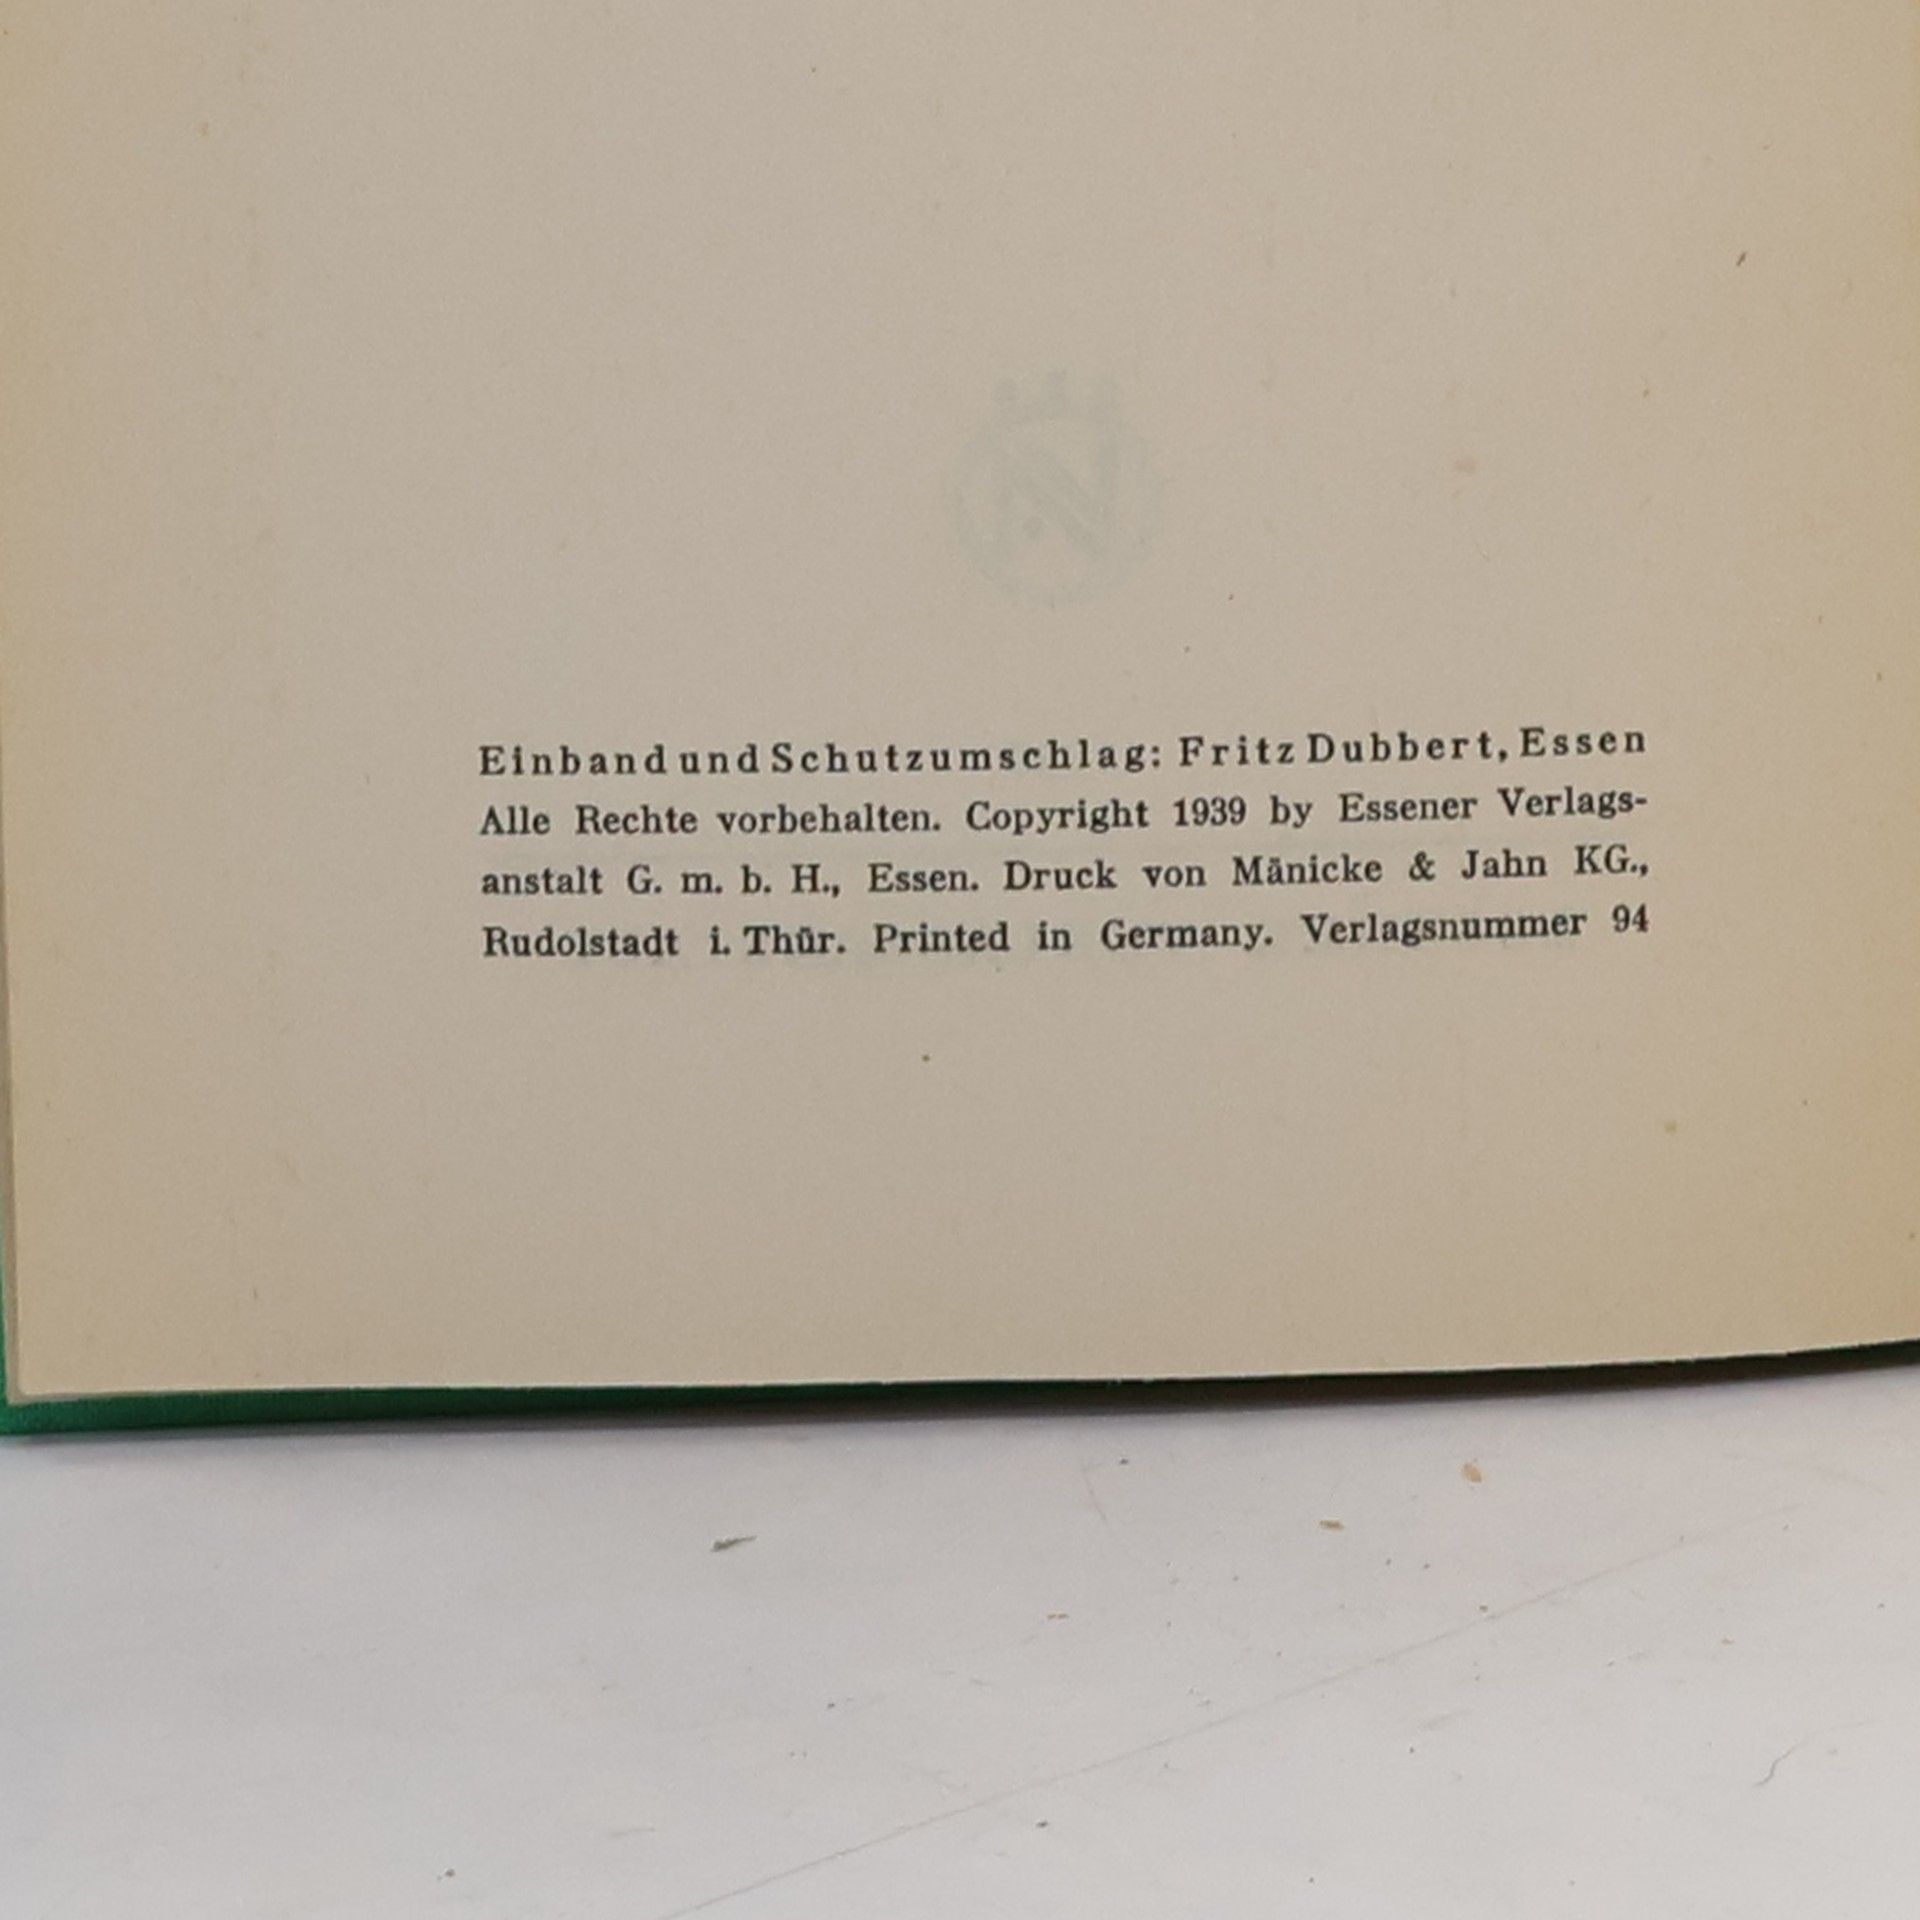 Einband und Schutzumschlag: Fritz Dubbert, Essen
Alle Rechte vorbehalten. Copyright 1939 by Essener Verlags-
anstalt G. m. b. H., Essen. Druck von Mänicke & Jahn KG.,
Rudolstadt i. Thür. Printed in Germany. Verlagsnummer 94